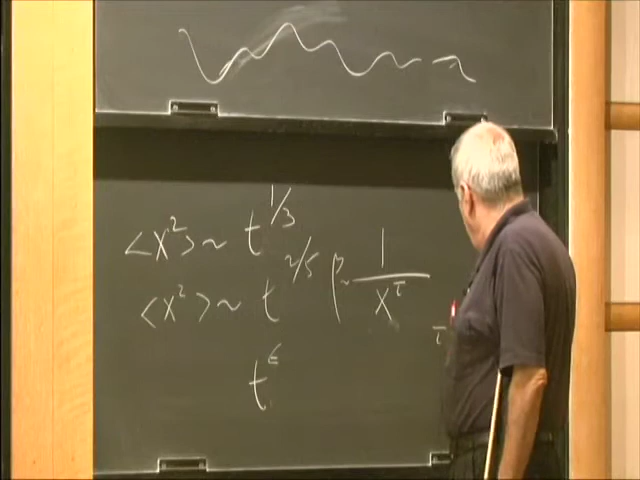 <x²> ~ t^1/3
<x²> ~ t^2/5 β ~ 1/x^τ
τ
t^ε